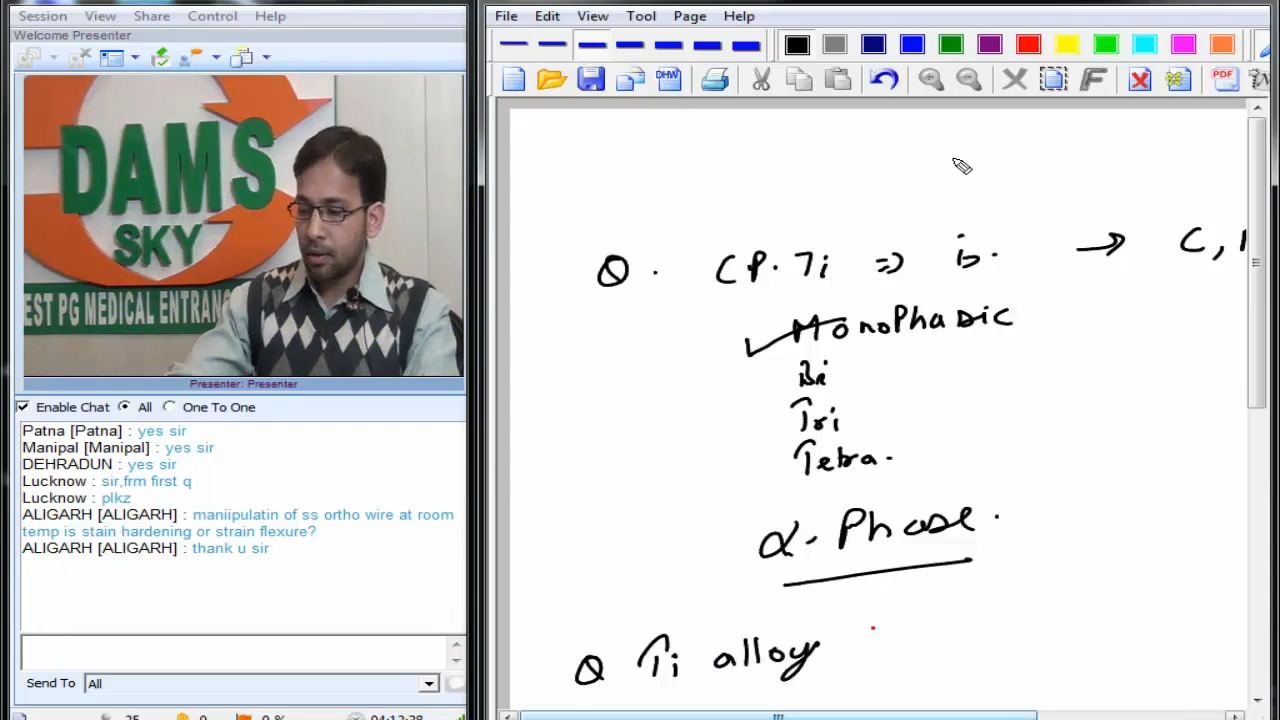 Session View Share Control Help
Welcome Presenter
DAMS
SKY
EST PG MEDICAL ENTRAN
Presenter: Presenter
Enable Chat All One To One
Patna [Patna] : yes sir
Manipal [Manipal] : yes sir
DEHRADUN : yes sir
Lucknow : sir,frm first q
Lucknow : plkz
ALIGARH [ALIGARH] : maniipulatin of ss ortho wire at room
temp is stain hardening or strain flexure?
ALIGARH [ALIGARH] : thank u sir
Send To All
File Edit View Tool Page Help
DHW PDF
Q. CP.Ti => is. → C,
MonoPhasic
Bi
Tri
Tetra.
α- Phase.
Q Ti alloy